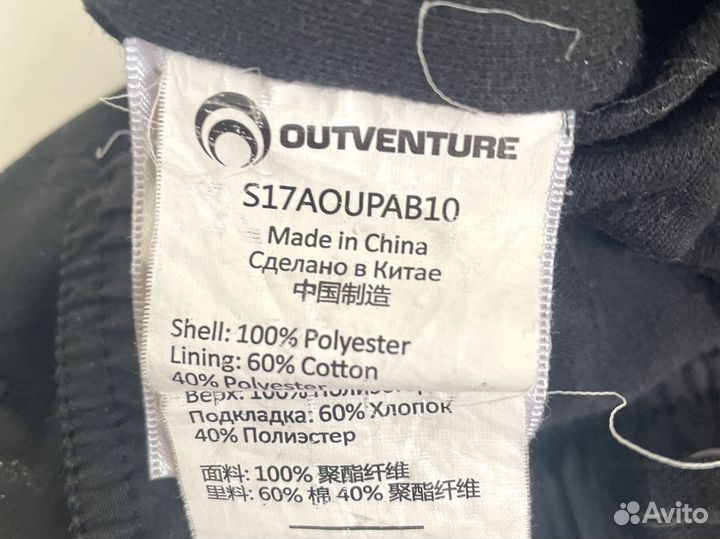 OUTVENTURE
S17AOUPAB10
Made in China
Сделано в Китае
中国制造
Shell: 100% Polyester
Lining: 60% Cotton
40% Polyester
Верх: 100% Полиэстер
Подкладка: 60% Хлопок
40% Полиэстер
面料: 100% 聚酯纤维
里料: 60% 棉 40% 聚酯纤维
Avito